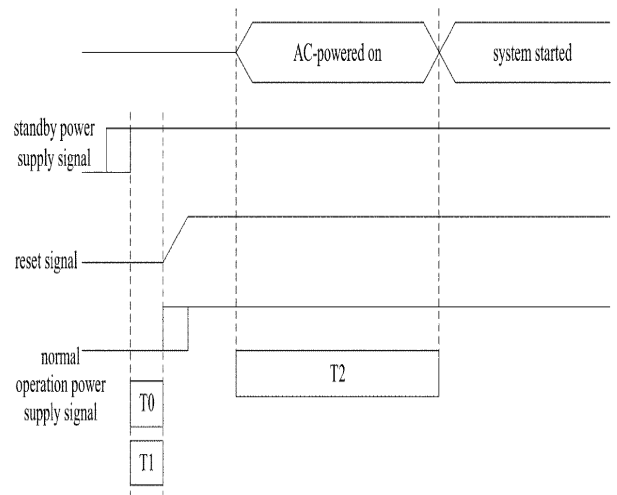 AC-powered on
system started
standby power
supply signal
reset signal
normal
operation power
supply signal
T2
T0
T1